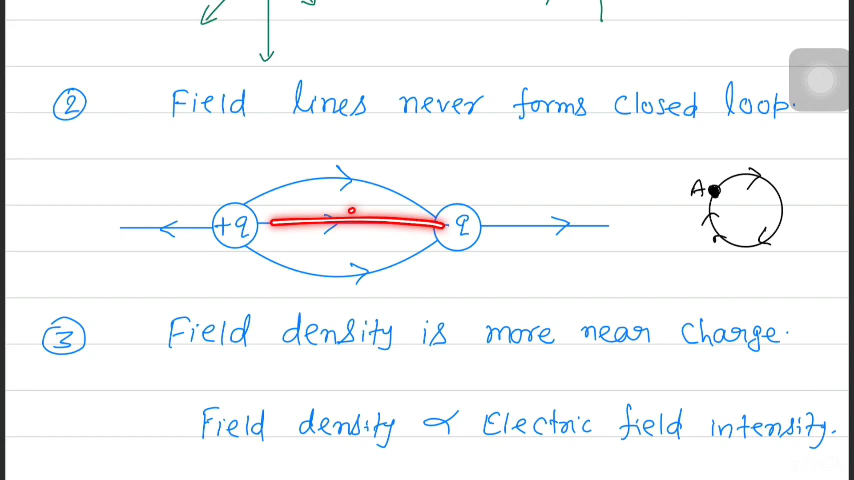 ② Field lines never forms closed loop.
A
+q -q
③ Field density is more near charge.
Field density ∝ Electric field intensity.